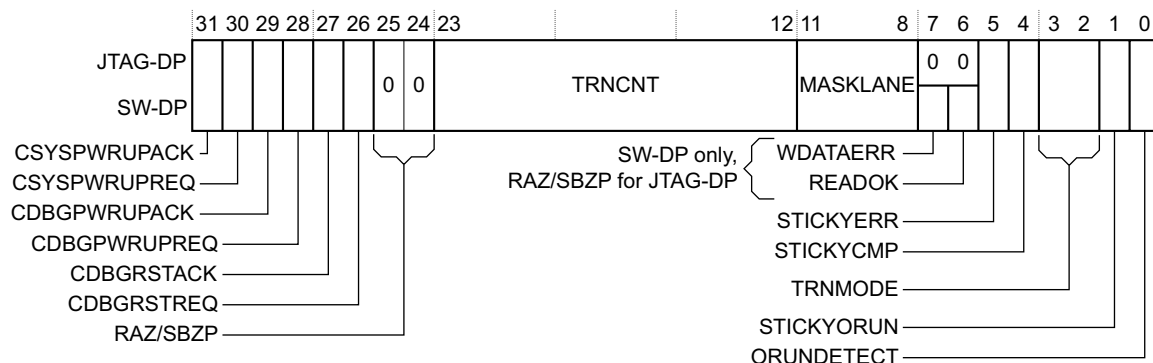 31 30 29 28 27 26 25 24 23 12 11 8 7 6 5 4 3 2 1 0
JTAG-DP
SW-DP
0 0
TRNCNT
MASKLANE
0 0
CSYSPWRUPACK
CSYSPWRUPREQ
CDBGPWRUPACK
CDBGPWRUPREQ
CDBGRSTACK
CDBGRSTREQ
RAZ/SBZP
SW-DP only,
RAZ/SBZP for JTAG-DP
WDATAERR
READOK
STICKYERR
STICKYCMP
TRNMODE
STICKYORUN
ORUNDETECT